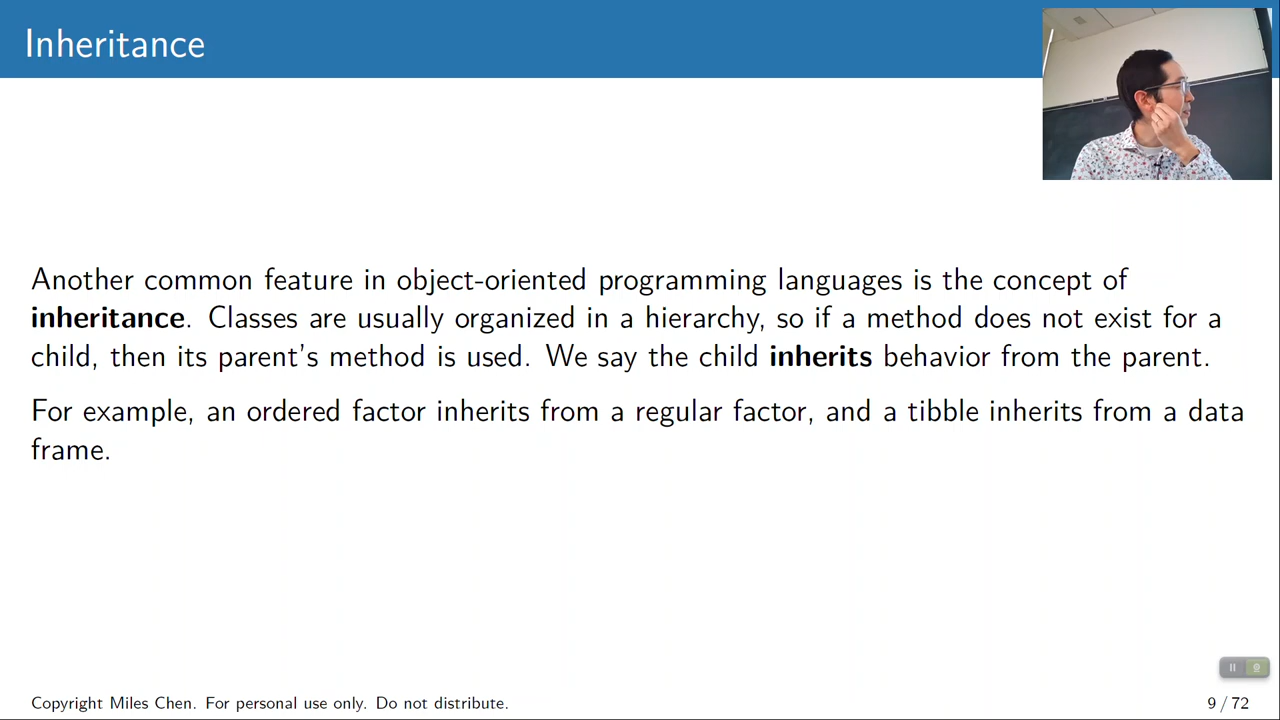 Inheritance
Another common feature in object-oriented programming languages is the concept of
inheritance. Classes are usually organized in a hierarchy, so if a method does not exist for a
child, then its parent's method is used. We say the child inherits behavior from the parent.
For example, an ordered factor inherits from a regular factor, and a tibble inherits from a data
frame.
Copyright Miles Chen. For personal use only. Do not distribute.
9 / 72